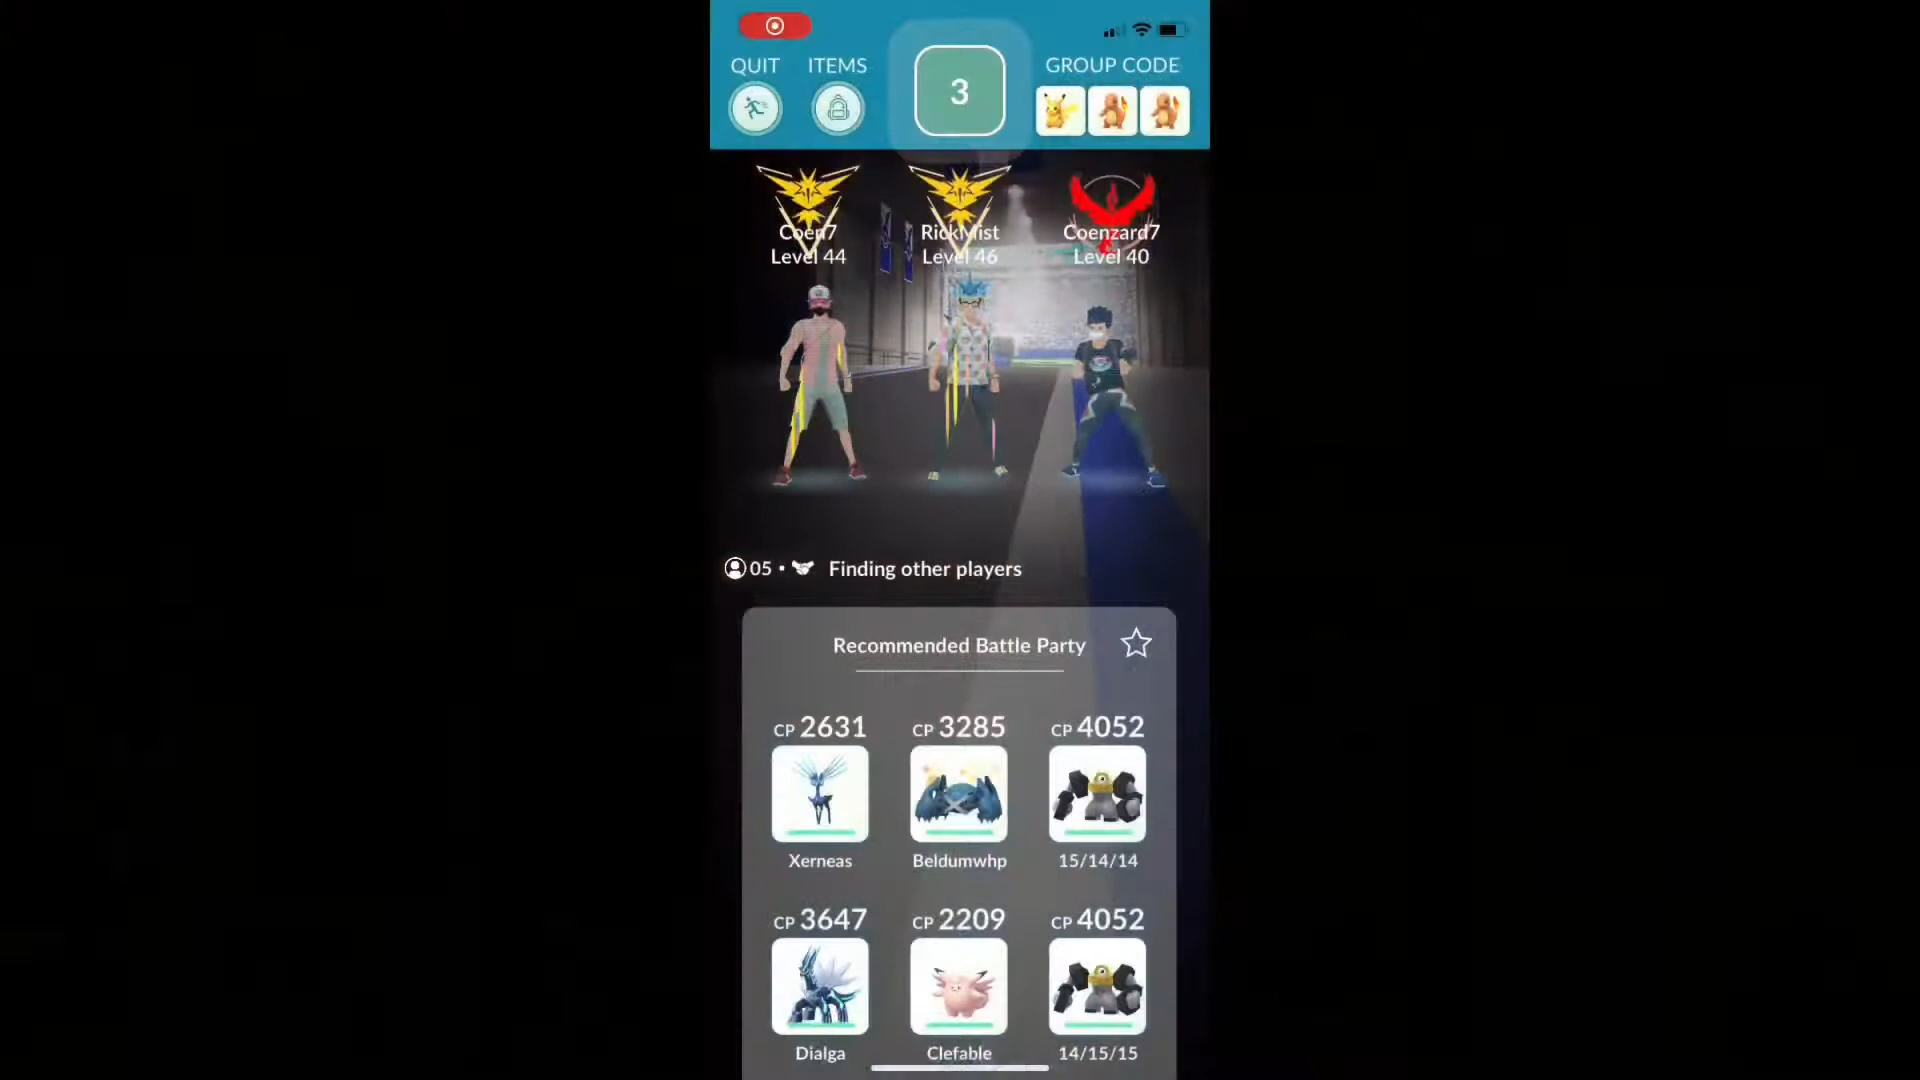 QUIT ITEMS 3 GROUP CODE
Coen7 RickMist Coenzard7
Level 44 Level 46 Level 40
05 • Finding other players
Recommended Battle Party
CP 2631 CP 3285 CP 4052
Xerneas Beldumwhp 15/14/14
CP 3647 CP 2209 CP 4052
Dialga Clefable 14/15/15